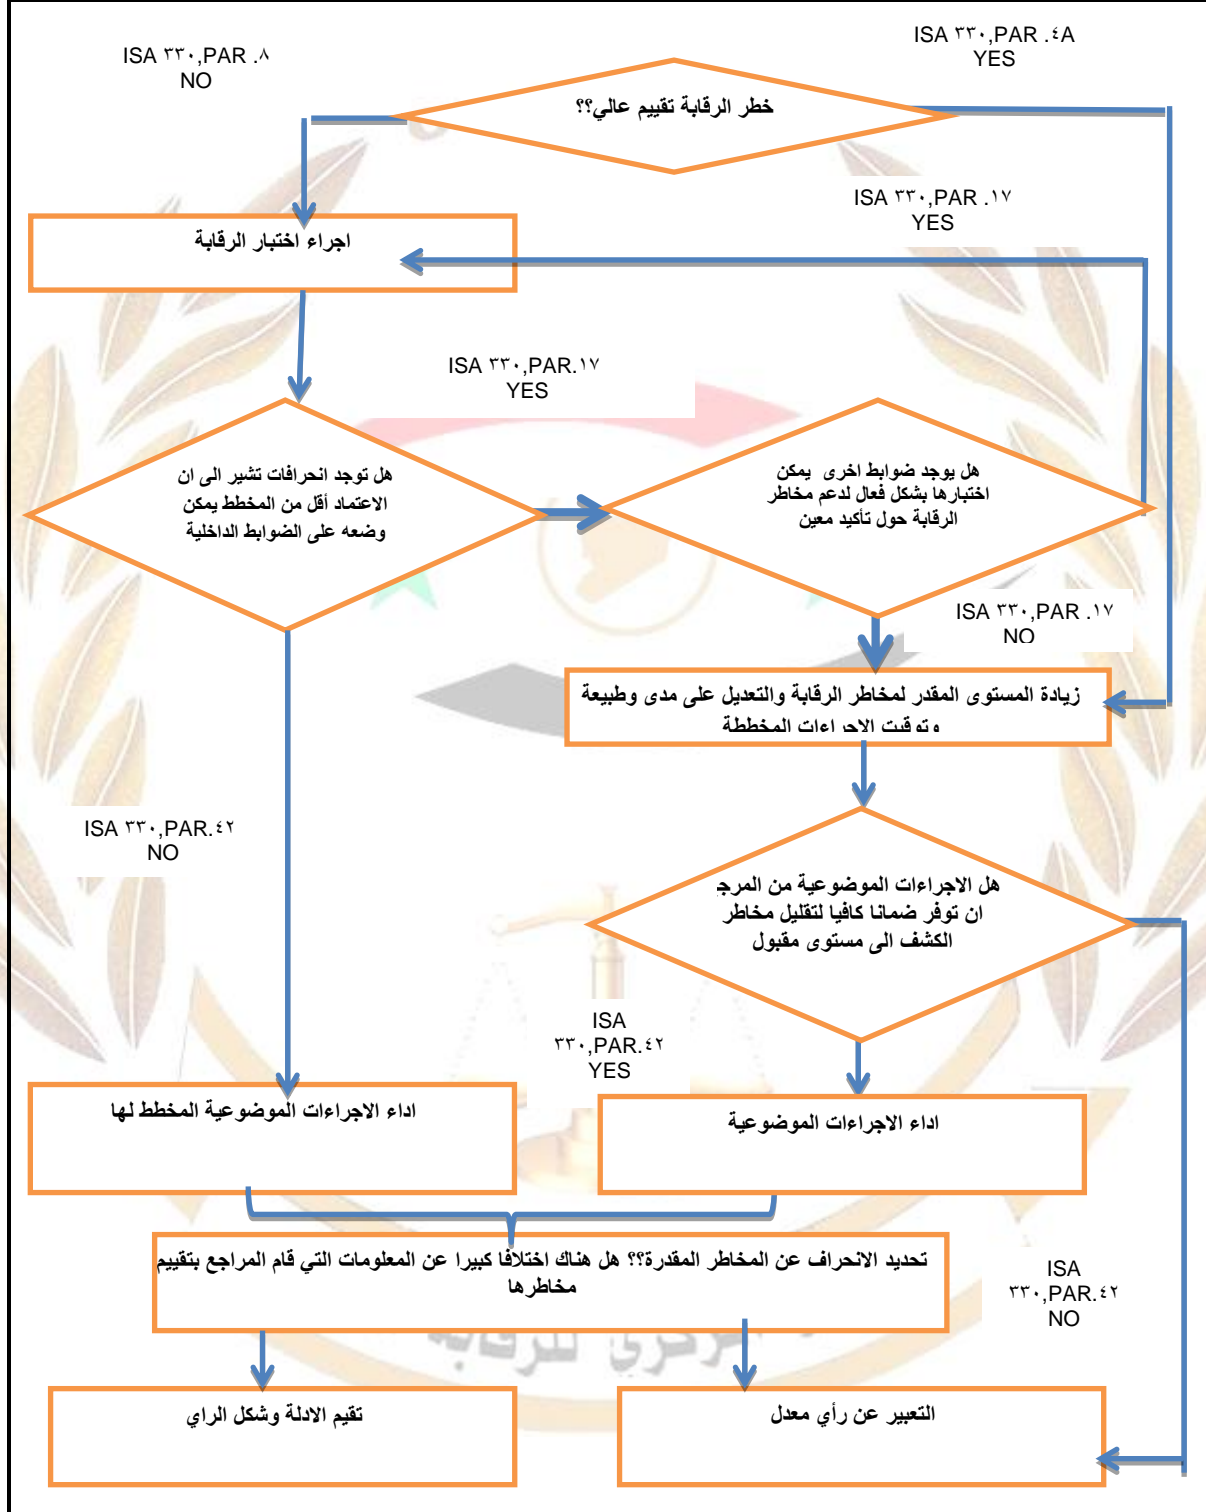 ISA ٣٣٠,PAR .٤A
YES
ISA ٣٣٠,PAR .٨
NO
خطر الرقابة تقييم عالي؟؟
ISA ٣٣٠,PAR .١٧
YES
اجراء اختبار الرقابة
ISA ٣٣٠,PAR.١٧
YES
هل توجد انحرافات تشير الى ان
الاعتماد أقل من المخطط يمكن
وضعه على الضوابط الداخلية
هل يوجد ضوابط اخرى يمكن
اختبارها بشكل فعال لدعم مخاطر
الرقابة حول تأكيد معين
ISA ٣٣٠,PAR .١٧
NO
زيادة المستوى المقدر لمخاطر الرقابة والتعديل على مدى وطبيعة
وتوقيت الاجراءات المخططة
ISA ٣٣٠,PAR.٤٢
NO
هل الاجراءات الموضوعية من المرج
ان توفر ضمانا كافيا لتقليل مخاطر
الكشف الى مستوى مقبول
ISA
٣٣٠,PAR.٤٢
YES
اداء الاجراءات الموضوعية المخطط لها
اداء الاجراءات الموضوعية
تحديد الانحراف عن المخاطر المقدرة؟؟ هل هناك اختلافا كبيرا عن المعلومات التي قام المراجع بتقييم
مخاطرها
ISA
٣٣٠,PAR.٤٢
NO
للرقابة
تقيم الادلة وشكل الراي
التعبير عن رأي معدل